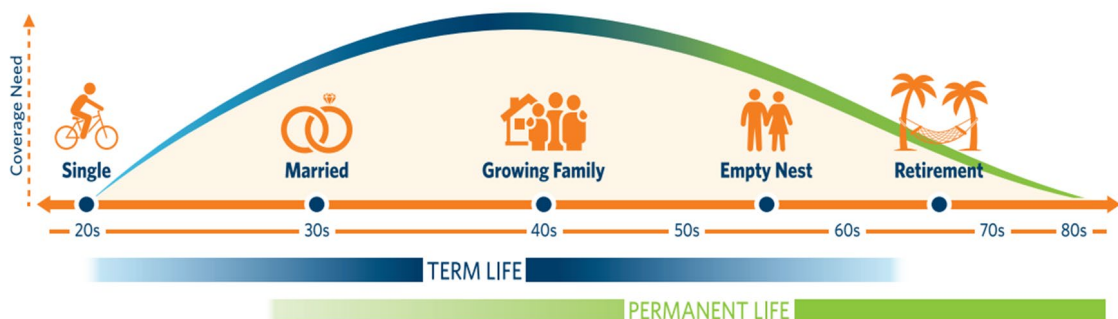 Coverage Need
Single
Married
Growing Family
Empty Nest
Retirement
20s
30s
40s
50s
60s
70s
80s
TERM LIFE
PERMANENT LIFE